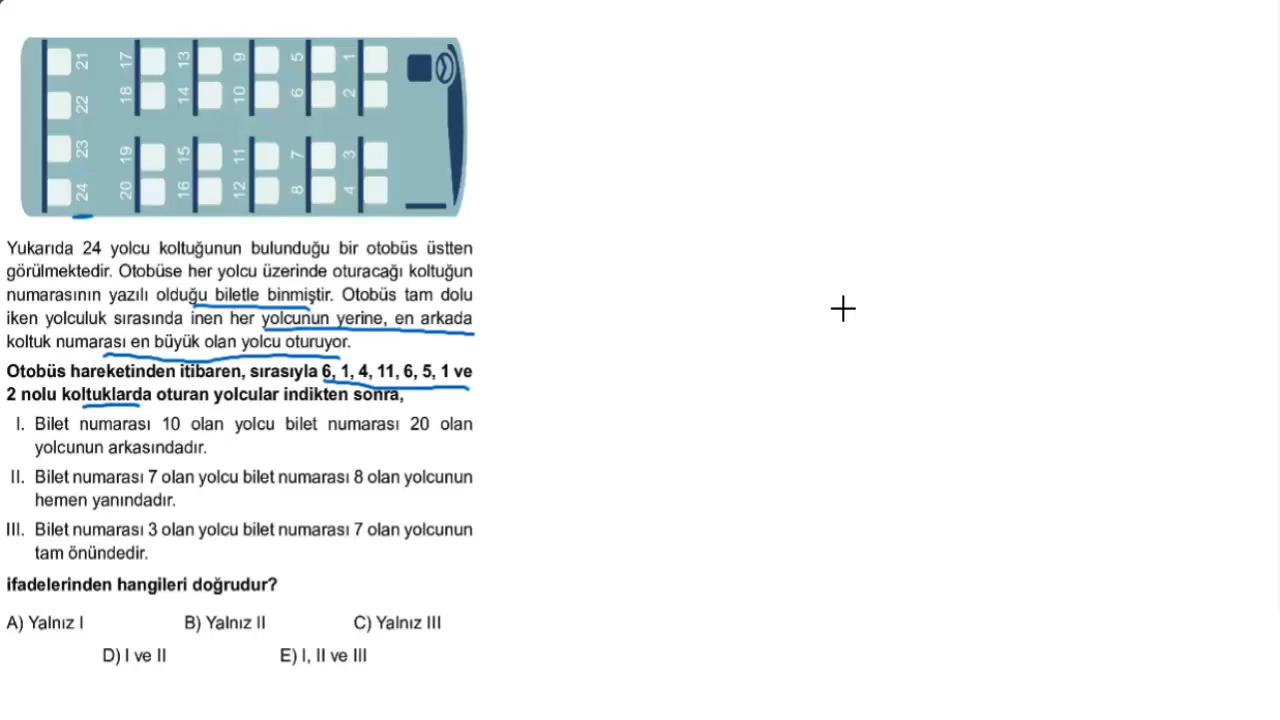 21 17 13 9 5 1
22 18 14 10 6 2
23 19 15 11 7 3
24 20 16 12 8 4
Yukarıda 24 yolcu koltuğunun bulunduğu bir otobüs üstten
görülmektedir. Otobüse her yolcu üzerinde oturacağı koltuğun
numarasının yazılı olduğu biletle binmiştir. Otobüs tam dolu
iken yolculuk sırasında inen her yolcunun yerine, en arkada
koltuk numarası en büyük olan yolcu oturuyor.
Otobüs hareketinden itibaren, sırasıyla 6, 1, 4, 11, 6, 5, 1 ve
2 nolu koltuklarda oturan yolcular indikten sonra,
I. Bilet numarası 10 olan yolcu bilet numarası 20 olan
yolcunun arkasındadır.
II. Bilet numarası 7 olan yolcu bilet numarası 8 olan yolcunun
hemen yanındadır.
III. Bilet numarası 3 olan yolcu bilet numarası 7 olan yolcunun
tam önündedir.
ifadelerinden hangileri doğrudur?
A) Yalnız I B) Yalnız II C) Yalnız III
D) I ve II E) I, II ve III